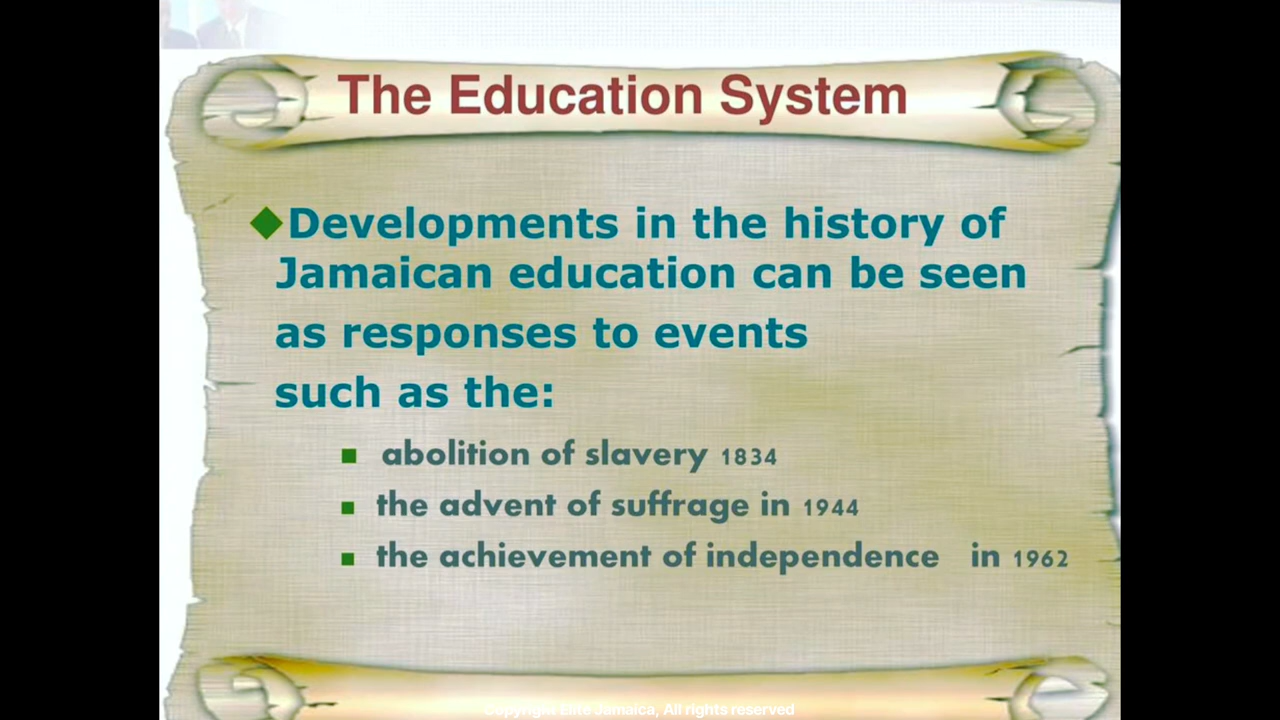 The Education System
Developments in the history of
Jamaican education can be seen
as responses to events
such as the:
abolition of slavery 1834
the advent of suffrage in 1944
the achievement of independence in 1962
Copyright Elite Jamaica, All rights reserved